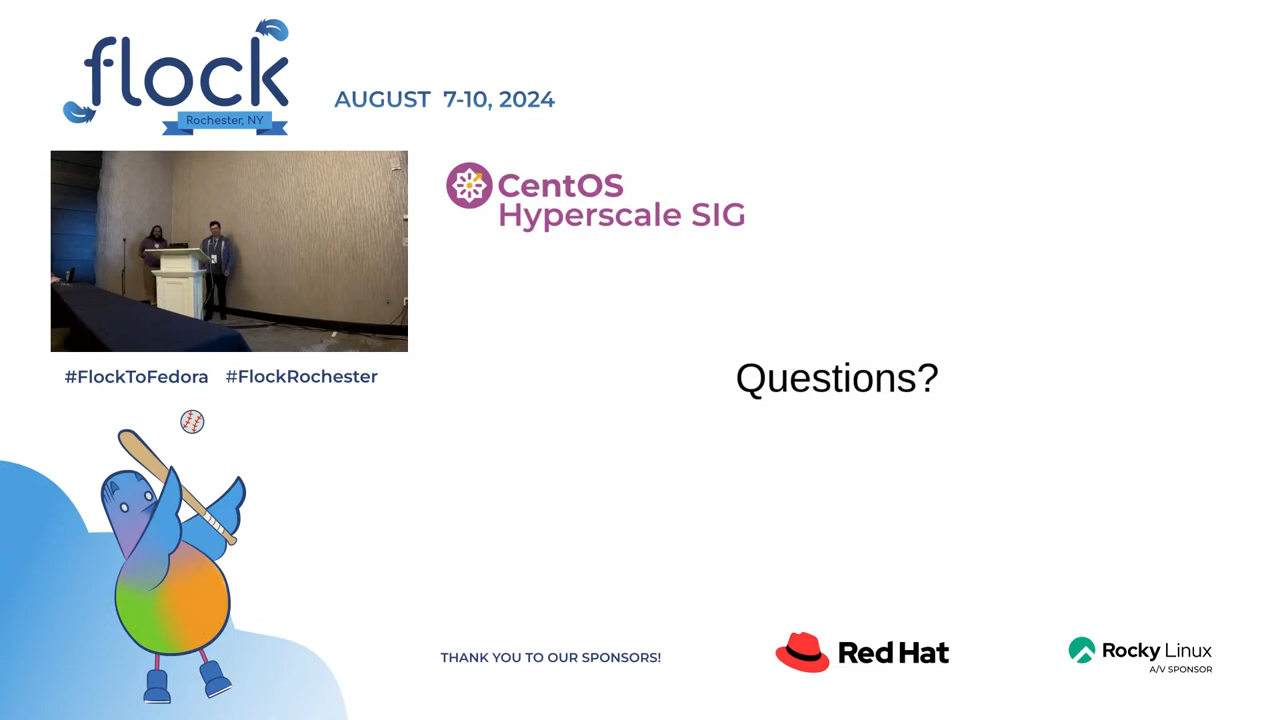 flock
Rochester, NY
AUGUST 7-10, 2024
CentOS
Hyperscale SIG
#FlockToFedora #FlockRochester
Questions?
THANK YOU TO OUR SPONSORS!
Red Hat
Rocky Linux
A/V SPONSOR